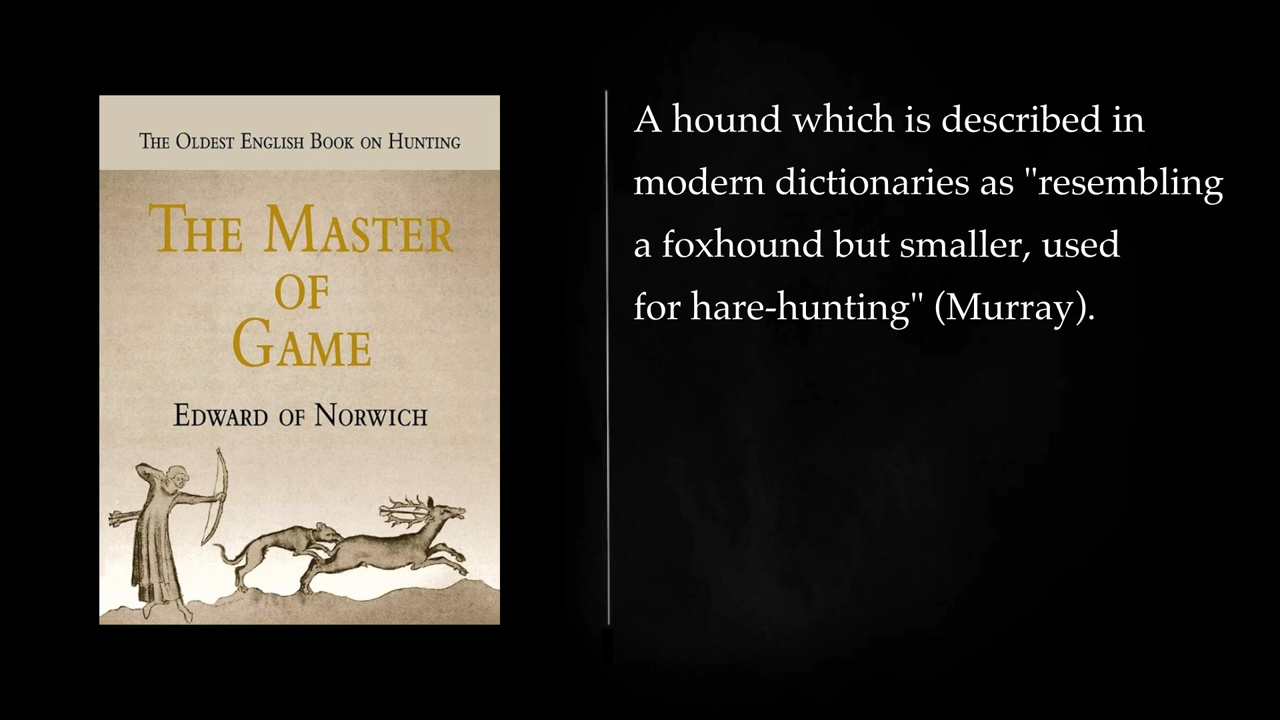 The Oldest English Book on Hunting
The Master
of
Game
Edward of Norwich
A hound which is described in
modern dictionaries as "resembling
a foxhound but smaller, used
for hare-hunting" (Murray).